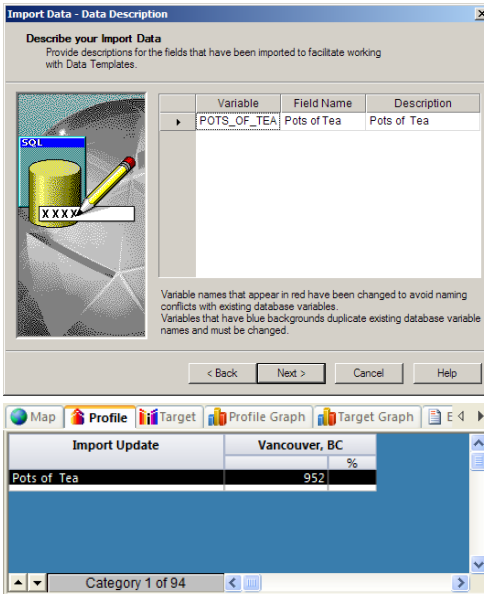 Import Data - Data Description
Describe your Import Data
Provide descriptions for the fields that have been imported to facilitate working
with Data Templates.
Variable Field Name Description
POTS_OF_TEA Pots of Tea Pots of Tea
SQL
XXXX
Variable names that appear in red have been changed to avoid naming
conflicts with existing database variables.
Variables that have blue backgrounds duplicate existing database variable
names and must be changed.
< Back Next > Cancel Help
Map Profile Target Profile Graph Target Graph E
Import Update Vancouver, BC
%
Pots of Tea 952
Category 1 of 94